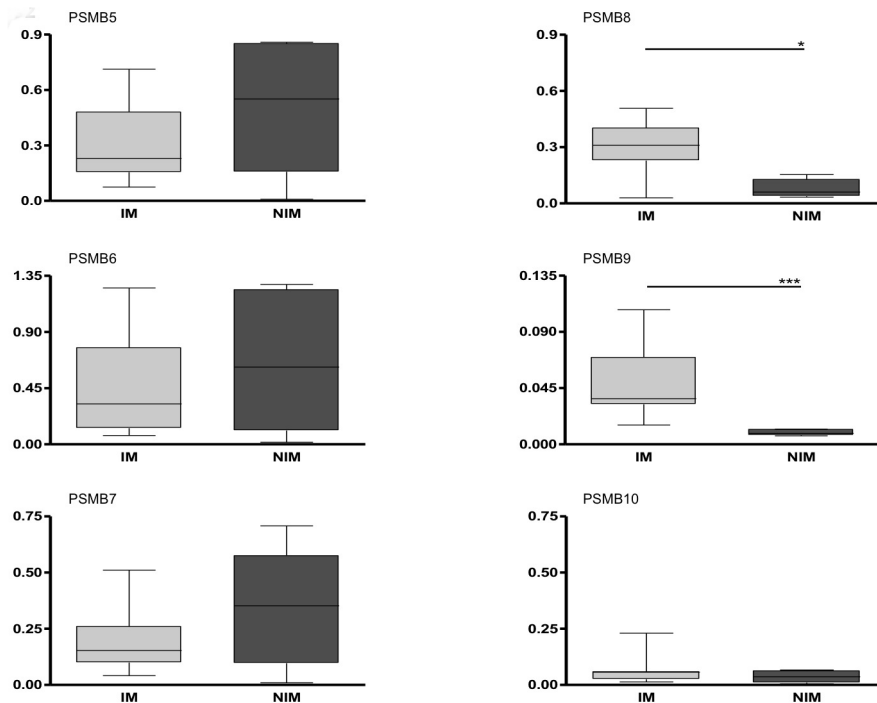 PSMB5
0.9
0.6
0.3
0.0
IM NIM
PSMB8
0.9
*
0.6
0.3
0.0
IM NIM
PSMB6
1.35
0.90
0.45
0.00
IM NIM
PSMB9
0.135
***
0.090
0.045
0.000
IM NIM
PSMB7
0.75
0.50
0.25
0.00
IM NIM
PSMB10
0.75
0.50
0.25
0.00
IM NIM